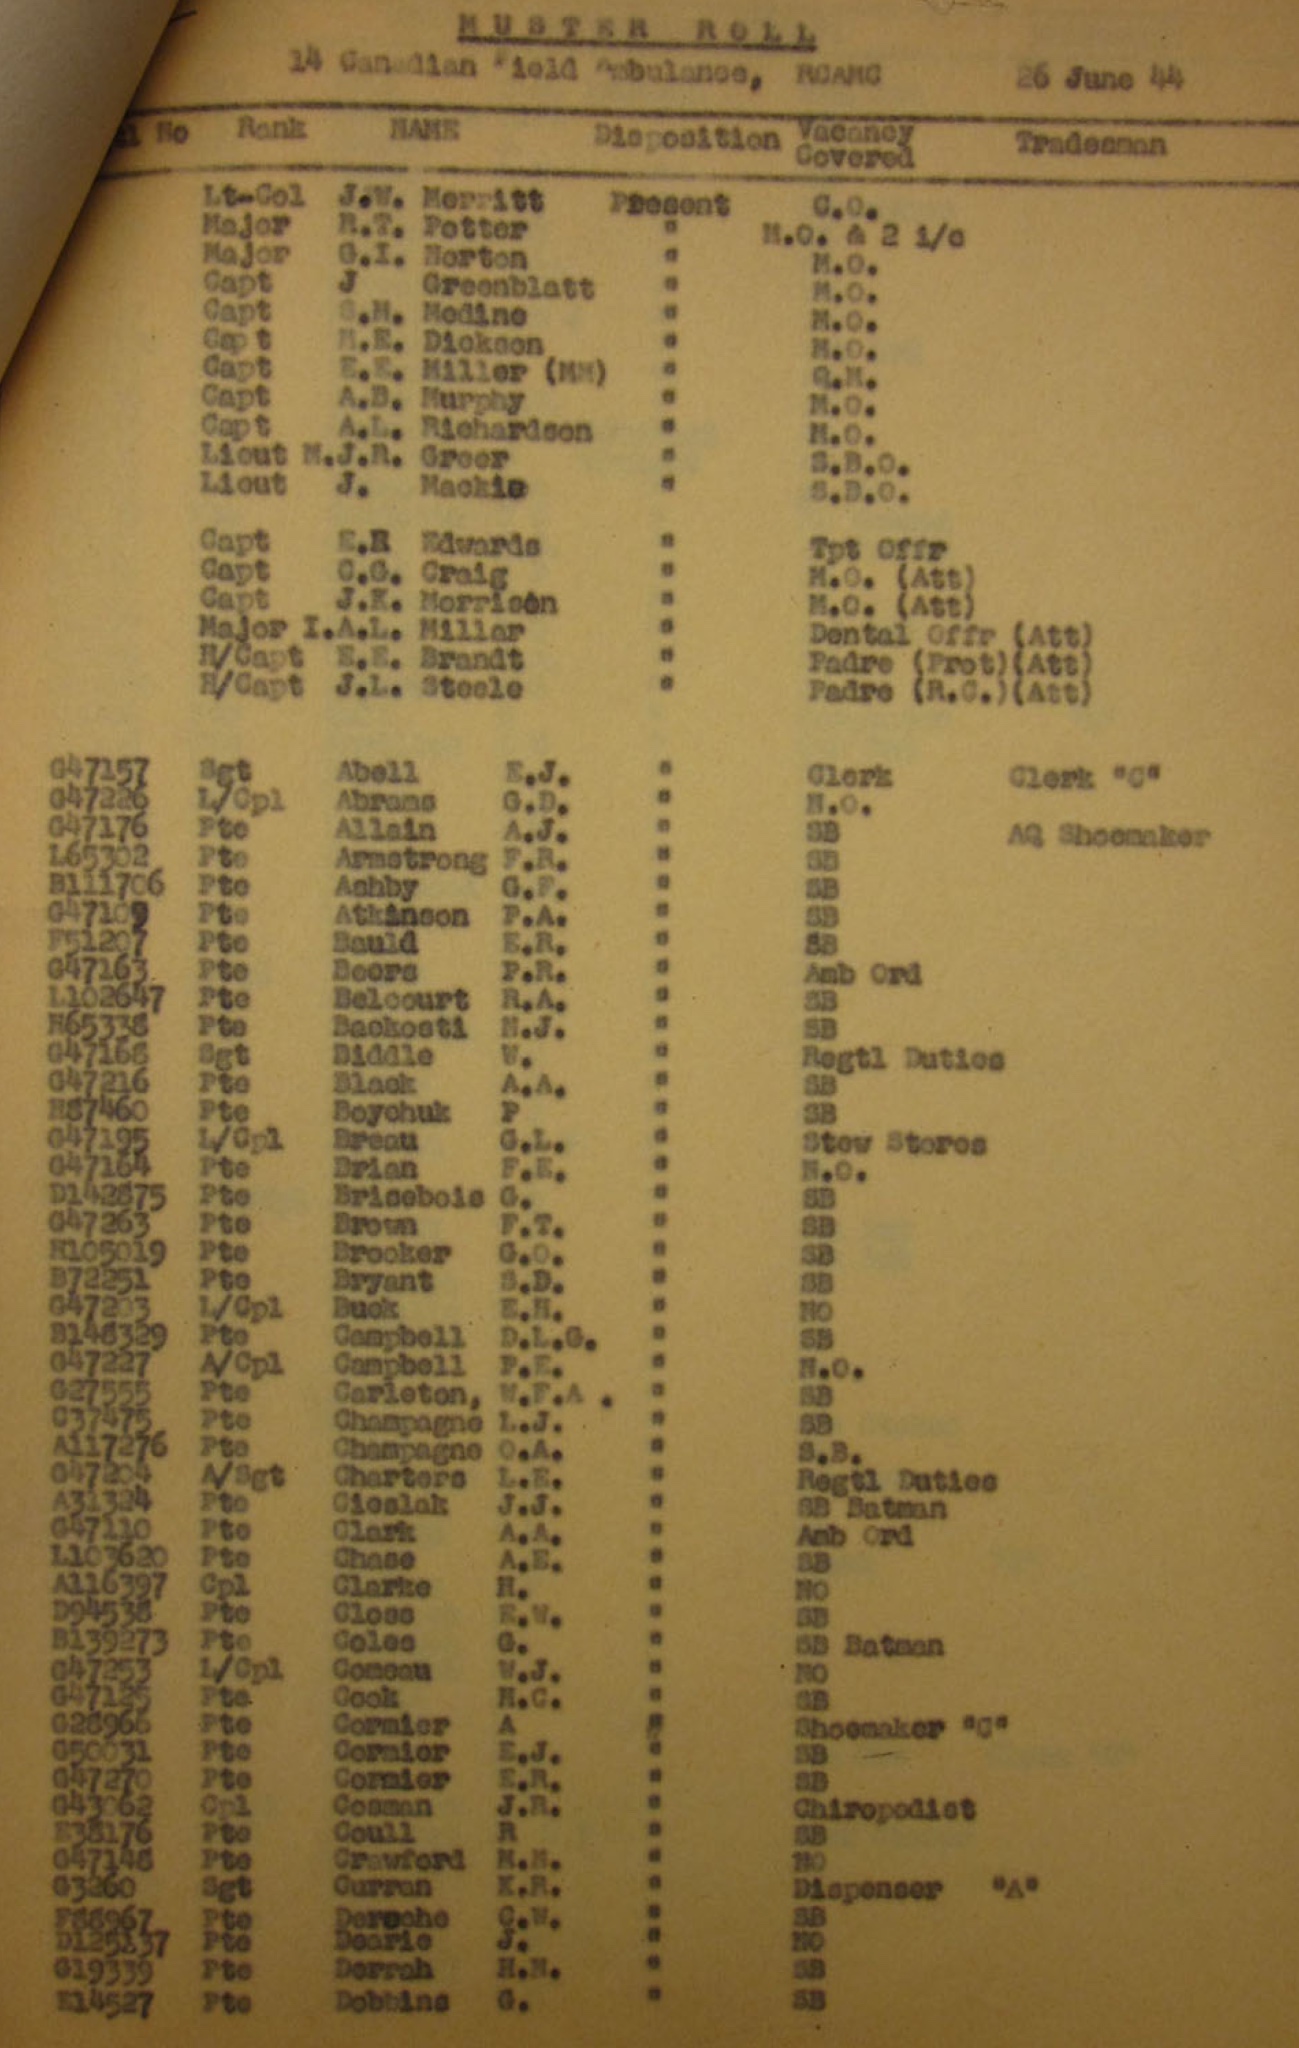 MUSTER ROLL
14 Canadian Field Ambulance, RCAMC 26 June 44
No Rank NAME Disposition Vacancy Covered Tradesman
Lt-Col J.W. Merritt Present C.O.
Major R.T. Potter " M.O. & 2 i/c
Major G.I. Norton " M.O.
Capt J Greenblatt " M.O.
Capt S.M. Medine " M.O.
Capt M.E. Dickson " M.O.
Capt E.E. Miller (MM) " Q.M.
Capt A.B. Murphy " M.O.
Capt A.L. Richardson " M.O.
Lieut M.J.R. Greer " S.B.O.
Lieut J. Mackie " S.B.O.
Capt E.R Edwards " Tpt Offr
Capt C.G. Craig " M.O. (Att)
Capt J.K. Morrison " M.O. (Att)
Major I.A.L. Millar " Dental Offr (Att)
H/Capt E.E. Brandt " Padre (Prot)(Att)
H/Capt J.L. Steele " Padre (R.C.)(Att)
G47157 Sgt Abell E.J. " Clerk Clerk "C"
G47226 L/Cpl Abrams G.D. " N.O.
G47176 Pte Allain A.J. " SB AQ Shoemaker
L65302 Pte Armstrong F.R. " SB
B111706 Pte Ashby G.F. " SB
G47109 Pte Atkinson P.A. " SB
F51207 Pte Bauld E.R. " SB
G47163 Pte Beers P.R. " Amb Ord
L102647 Pte Belcourt R.A. " SB
H65338 Pte Backosti N.J. " SB
G47168 Sgt Biddle W. " Regtl Duties
G47216 Pte Black A.A. " SB
H87460 Pte Boychuk P " SB
G47195 L/Cpl Breau G.L. " Stew Stores
G47164 Pte Brian F.E. " N.O.
D142875 Pte Brisebois G. " SB
G47263 Pte Brown F.T. " SB
H105019 Pte Brooker G.O. " SB
B72251 Pte Bryant S.D. " SB
G47203 L/Cpl Buck E.H. " NO
B148329 Pte Campbell D.L.G. " SB
G47227 A/Cpl Campbell P.E. " N.O.
G27555 Pte Carleton, W.F.A . " SB
C37475 Pte Champagne L.J. " SB
A117276 Pte Champagne O.A. " S.B.
G47204 A/Sgt Charters L.E. " Regtl Duties
A31324 Pte Cieslak J.J. " SB Batman
G47110 Pte Clark A.A. " Amb Ord
L103620 Pte Chase A.E. " SB
A116397 Cpl Clarke H. " NO
D94538 Pte Closs E.W. " SB
B139273 Pte Coles G. " SB Batman
G47253 L/Cpl Comeau W.J. " NO
G47125 Pte Cook H.C. " SB
G28966 Pte Cormier A " Shoemaker "C"
G50031 Pte Cormier E.J. " SB
G47270 Pte Cormier E.R. " SB
G43062 Cpl Cosman J.R. " Chiropodist
E38176 Pte Coull R " SB
G47148 Pte Crawford H.M. " NO
G3260 Sgt Curran K.R. " Dispenser "A"
F88967 Pte Deroche C.W. " SB
D125137 Pte Dearie J. " NO
G19339 Pte Derrah H.M. " SB
E14527 Pte Dobbins G. " SB